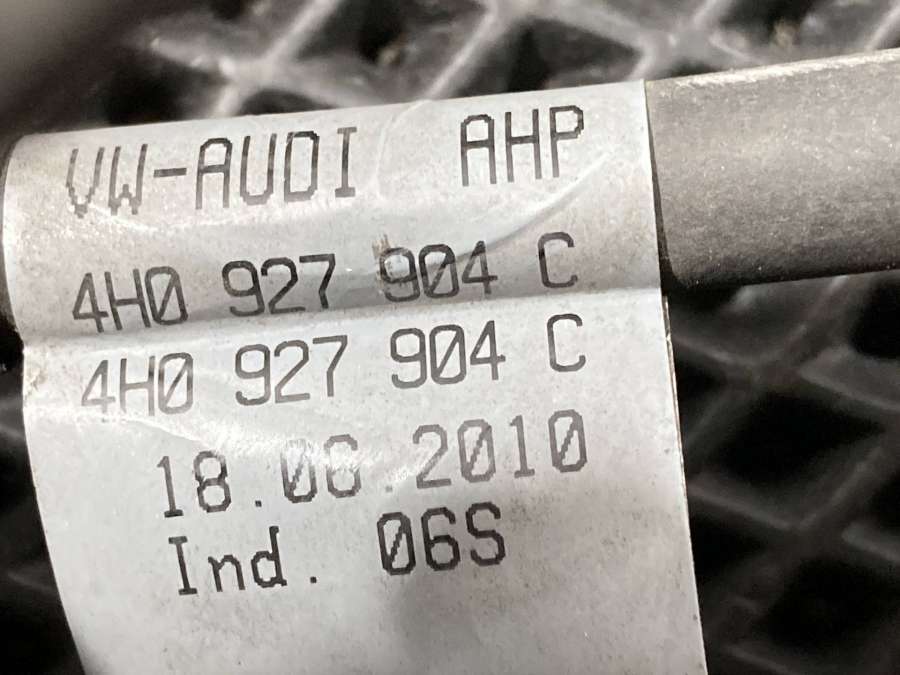 VW-AUDI AHP
4H0 927 904 C
4H0 927 904 C
18.06.2010
Ind. 06S